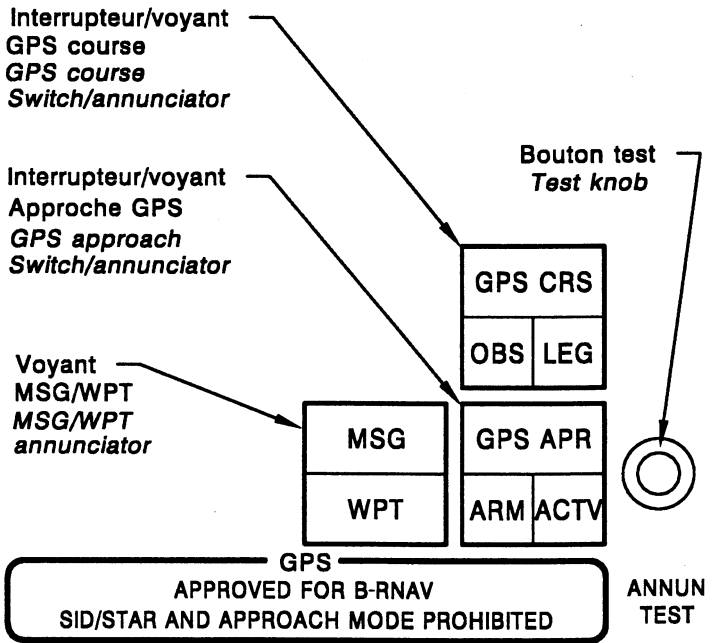 Interrupteur/voyant
GPS course
GPS course
Switch/annunciator
Bouton test
Test knob
Interrupteur/voyant
Approche GPS
GPS approach
Switch/annunciator
GPS CRS
OBS LEG
Voyant
MSG/WPT
MSG/WPT
annunciator
MSG
WPT
GPS APR
ARM ACTV
GPS
APPROVED FOR B-RNAV
SID/STAR AND APPROACH MODE PROHIBITED
ANNUN
TEST